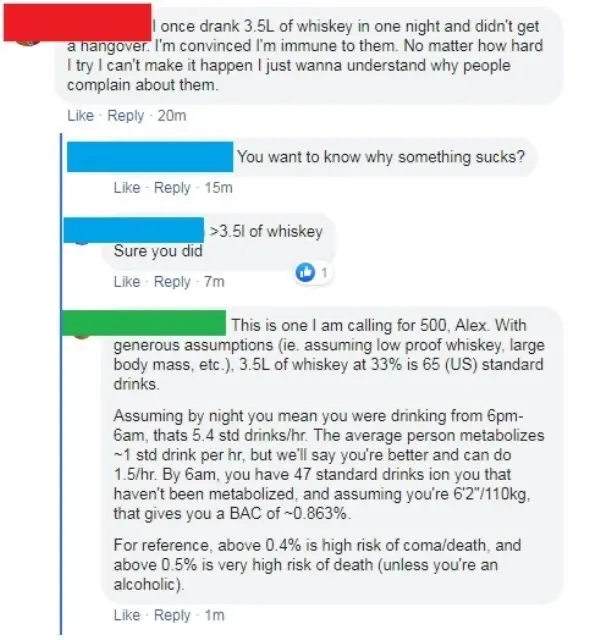 I once drank 3.5L of whiskey in one night and didn't get
a hangover. I'm convinced I'm immune to them. No matter how hard
I try I can't make it happen I just wanna understand why people
complain about them.
Like · Reply · 20m
You want to know why something sucks?
Like · Reply · 15m
>3.5l of whiskey
Sure you did
1
Like · Reply · 7m
This is one I am calling for 500, Alex. With
generous assumptions (ie. assuming low proof whiskey, large
body mass, etc.), 3.5L of whiskey at 33% is 65 (US) standard
drinks.
Assuming by night you mean you were drinking from 6pm-
6am, thats 5.4 std drinks/hr. The average person metabolizes
~1 std drink per hr, but we'll say you're better and can do
1.5/hr. By 6am, you have 47 standard drinks ion you that
haven't been metabolized, and assuming you're 6'2"/110kg,
that gives you a BAC of ~0.863%.
For reference, above 0.4% is high risk of coma/death, and
above 0.5% is very high risk of death (unless you're an
alcoholic).
Like · Reply · 1m